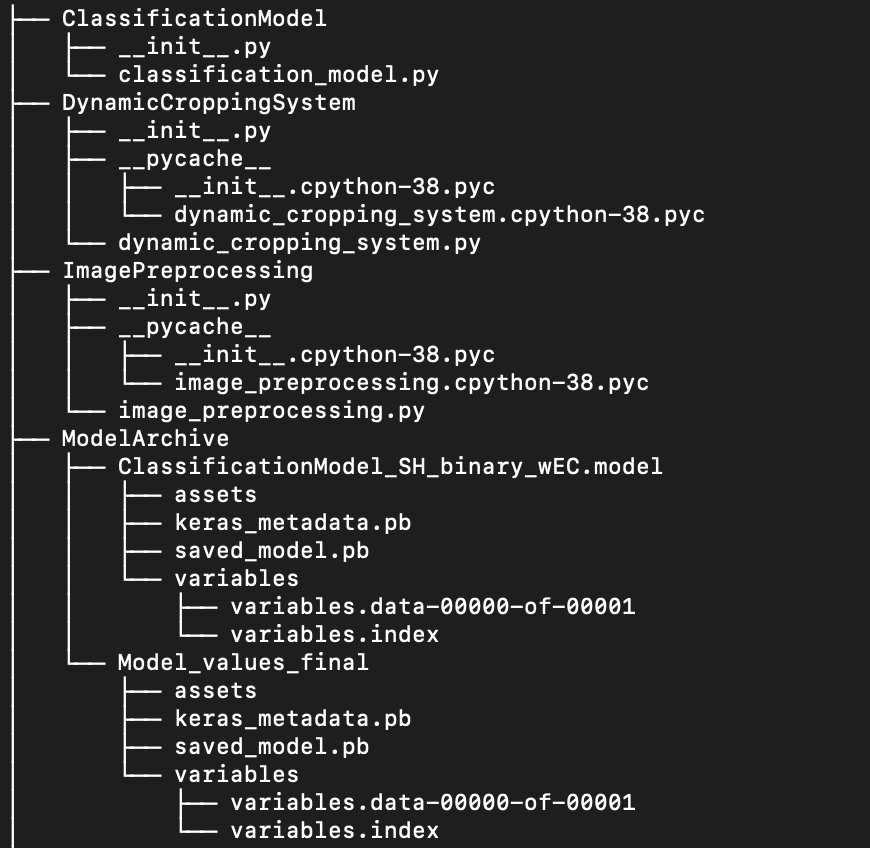 ├── ClassificationModel
│   ├── __init__.py
│   └── classification_model.py
├── DynamicCroppingSystem
│   ├── __init__.py
│   ├── __pycache__
│   │   ├── __init__.cpython-38.pyc
│   │   └── dynamic_cropping_system.cpython-38.pyc
│   └── dynamic_cropping_system.py
├── ImagePreprocessing
│   ├── __init__.py
│   ├── __pycache__
│   │   ├── __init__.cpython-38.pyc
│   │   └── image_preprocessing.cpython-38.pyc
│   └── image_preprocessing.py
├── ModelArchive
│   ├── ClassificationModel_SH_binary_wEC.model
│   │   ├── assets
│   │   ├── keras_metadata.pb
│   │   ├── saved_model.pb
│   │   └── variables
│   │       ├── variables.data-00000-of-00001
│   │       └── variables.index
│   └── Model_values_final
│       ├── assets
│       ├── keras_metadata.pb
│       ├── saved_model.pb
│       └── variables
│           ├── variables.data-00000-of-00001
│           └── variables.index